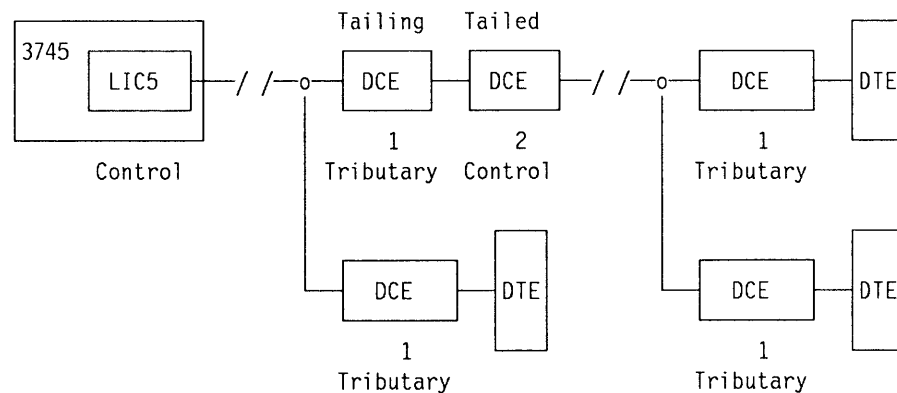 Tailing Tailed
3745
LIC5 DCE DCE DCE DTE
1 2 1
Control Tributary Control Tributary
DCE DTE DCE DTE
1 1
Tributary Tributary